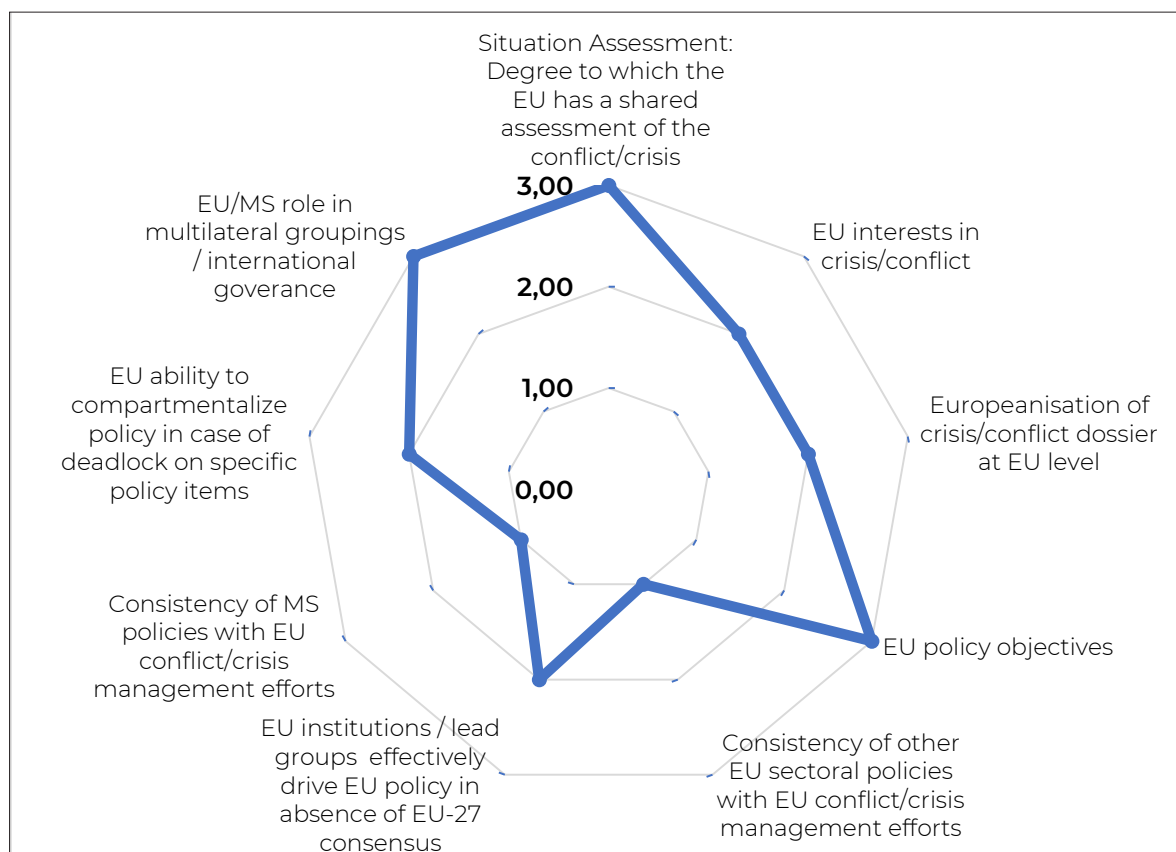 Situation Assessment:
Degree to which the
EU has a shared
assessment of the
conflict/crisis
3,00
2,00
1,00
0,00
EU interests in
crisis/conflict
Europeanisation of
crisis/conflict dossier
at EU level
EU policy objectives
Consistency of other
EU sectoral policies
with EU conflict/crisis
management efforts
EU institutions / lead
groups effectively
drive EU policy in
absence of EU-27
consensus
Consistency of MS
policies with EU
conflict/crisis
management efforts
EU ability to
compartmentalize
policy in case of
deadlock on specific
policy items
EU/MS role in
multilateral groupings
/ international
goverance